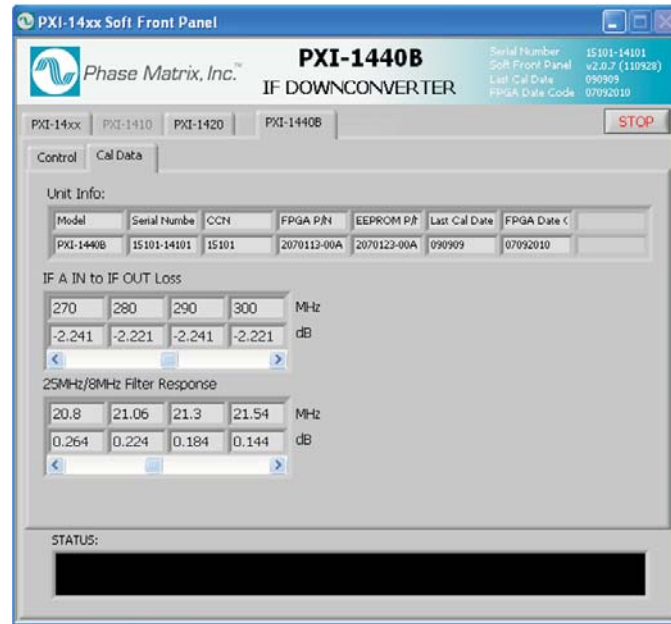 PXI-14xx Soft Front Panel
Phase Matrix, Inc.™
PXI-1440B
IF DOWNCONVERTER
Serial Number 15101-14101
Soft Front Panel v2.0.7 (110928)
Last Cal Date 090909
FPGA Date Code 07092010
PXI-14xx PXI-1410 PXI-1420 PXI-1440B STOP
Control Cal Data
Unit Info:
Model Serial Numbe CCN FPGA P/N EEPROM P/ Last Cal Date FPGA Date C
PXI-1440B 15101-14101 15101 2070113-00A 2070123-00A 090909 07092010
IF A IN to IF OUT Loss
270 280 290 300 MHz
-2.241 -2.221 -2.241 -2.221 dB
25MHz/8MHz Filter Response
20.8 21.06 21.3 21.54 MHz
0.264 0.224 0.184 0.144 dB
STATUS: